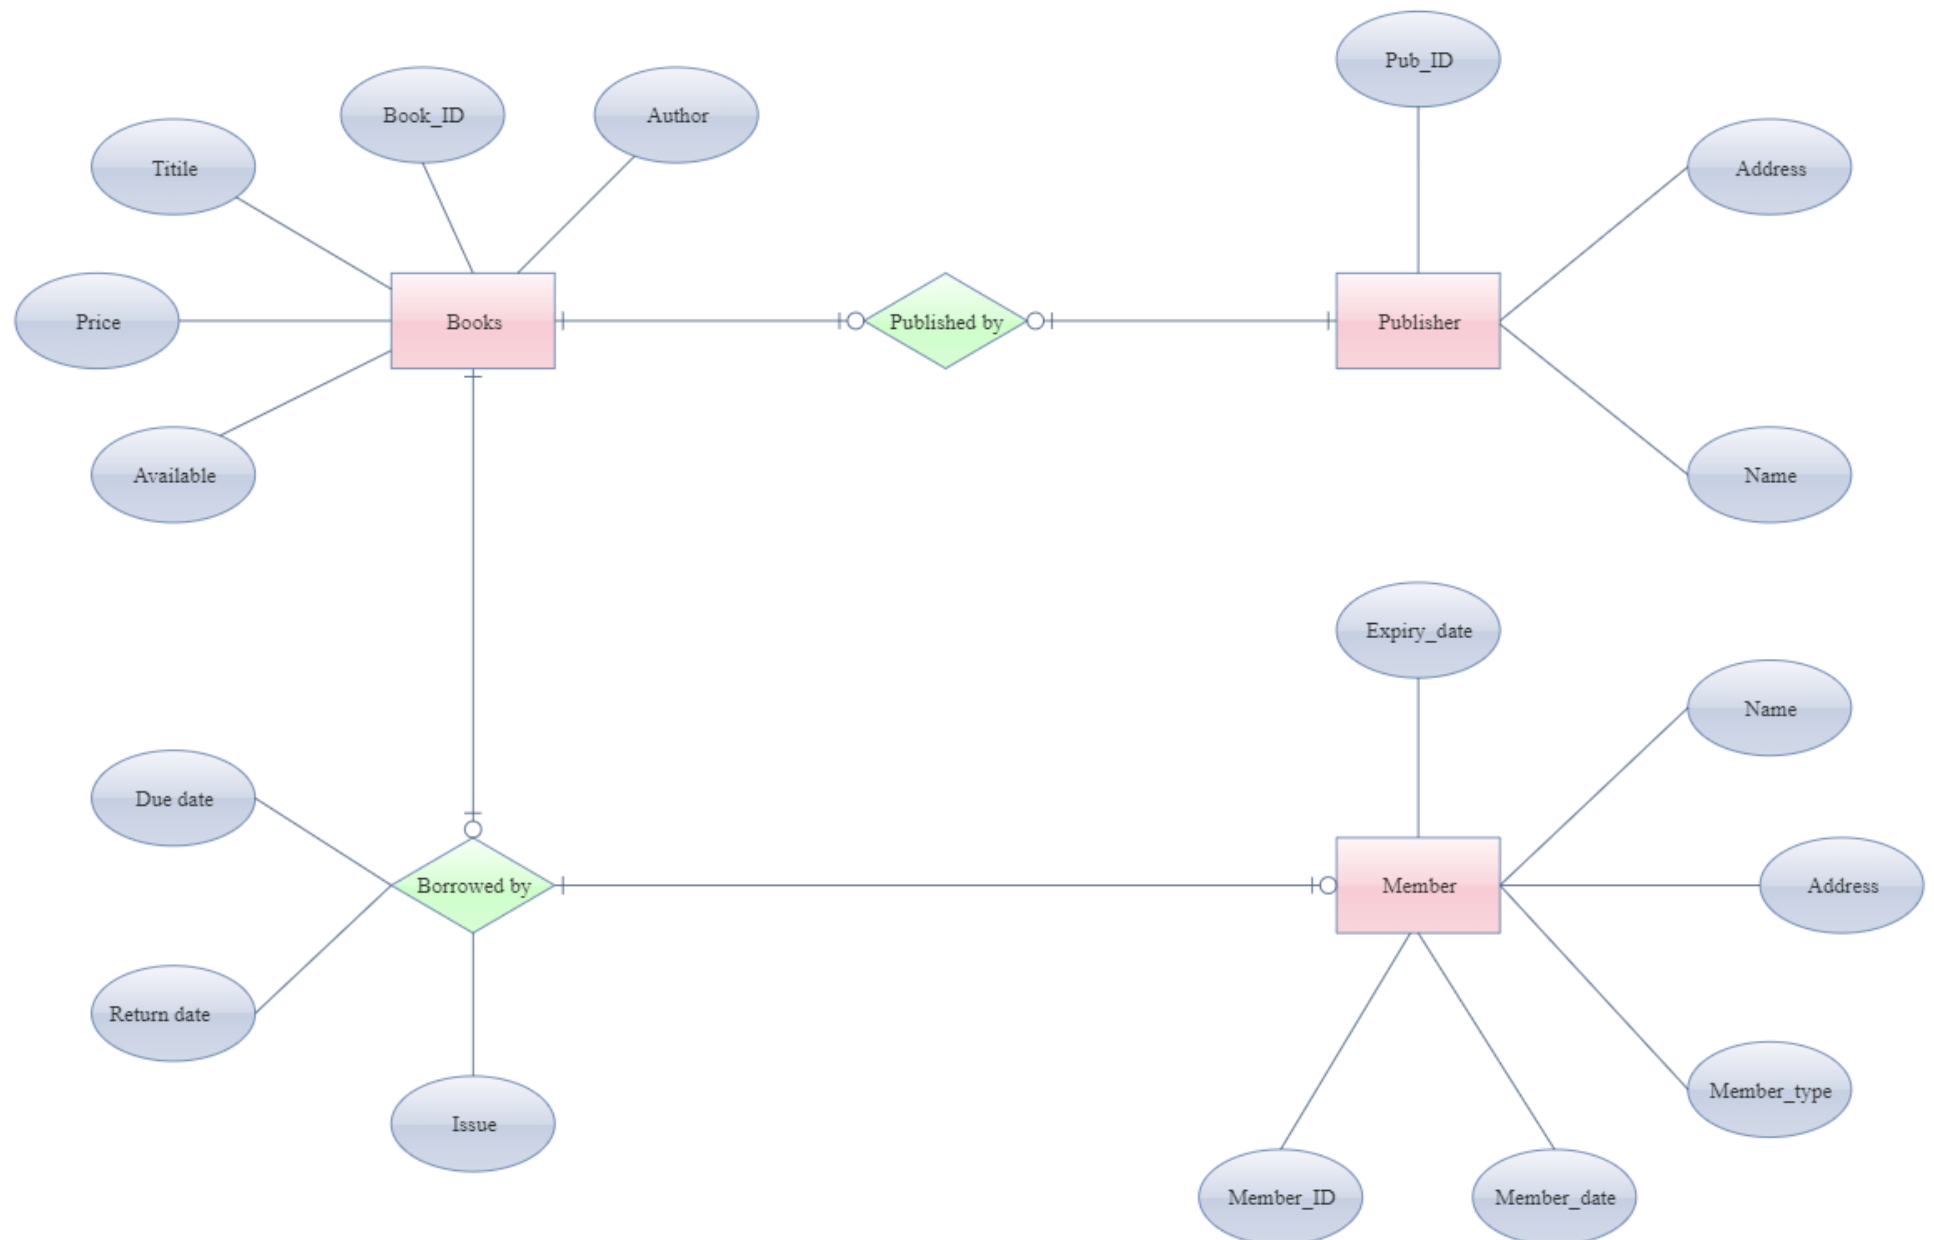 Pub_ID
Book_ID
Author
Titile
Address
Price
Books
Published by
Publisher
Available
Name
Expiry_date
Name
Due date
Borrowed by
Member
Address
Return date
Member_type
Issue
Member_ID
Member_date